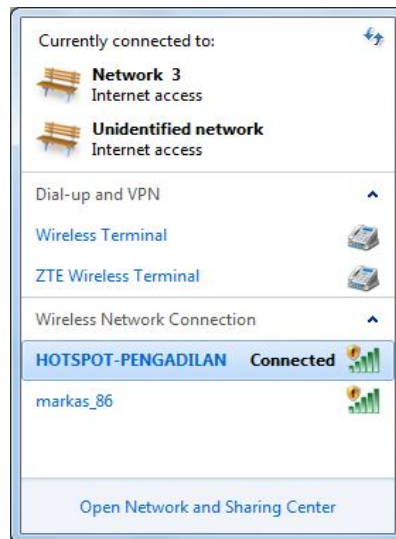 Currently connected to:
Network 3
Internet access
Unidentified network
Internet access
Dial-up and VPN
Wireless Terminal
ZTE Wireless Terminal
Wireless Network Connection
HOTSPOT-PENGADILAN Connected
markas_86
Open Network and Sharing Center